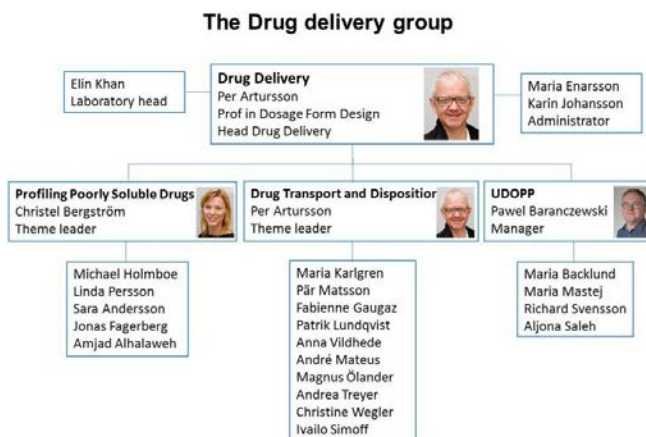 The Drug delivery group
Elin Khan
Laboratory head
Drug Delivery
Per Artursson
Prof in Dosage Form Design
Head Drug Delivery
Maria Enarsson
Karin Johansson
Administrator
Profiling Poorly Soluble Drugs
Christel Bergström
Theme leader
Drug Transport and Disposition
Per Artursson
Theme leader
UDOPP
Pawel Baranczewski
Manager
Michael Holmboe
Linda Persson
Sara Andersson
Jonas Fagerberg
Amjad Alhalaweh
Maria Karlgren
Pär Matsson
Fabienne Gaugaz
Patrik Lundqvist
Anna Vildhede
André Mateus
Magnus Ölander
Andrea Treyer
Christine Wegler
Ivailo Simoff
Maria Backlund
Maria Mastej
Richard Svensson
Aljona Saleh